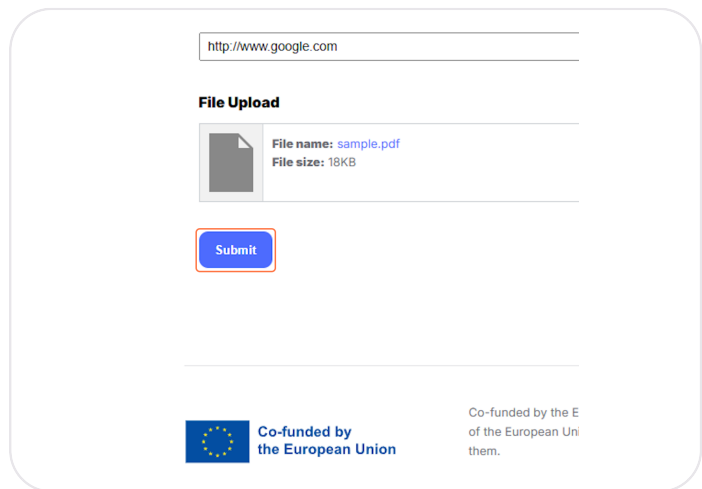 http://www.google.com
File Upload
File name: sample.pdf
File size: 18KB
Submit
Co-funded by
the European Union
Co-funded by the E
of the European Uni
them.